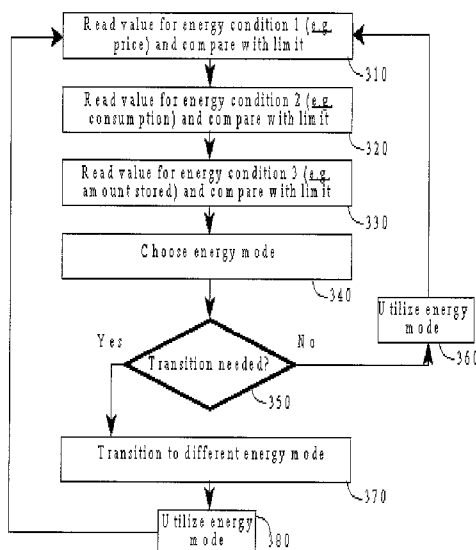 Read value for energy condition 1 (e.g.
price) and compare with limit
310
Read value for energy condition 2 (e.g.
consumption) and compare with limit
320
Read value for energy condition 3 (e.g.
amount stored) and compare with limit
330
Choose energy mode
340
Yes
No
Transition needed?
350
Utilize energy
mode
360
Transition to different energy mode
370
Utilize energy
mode
380